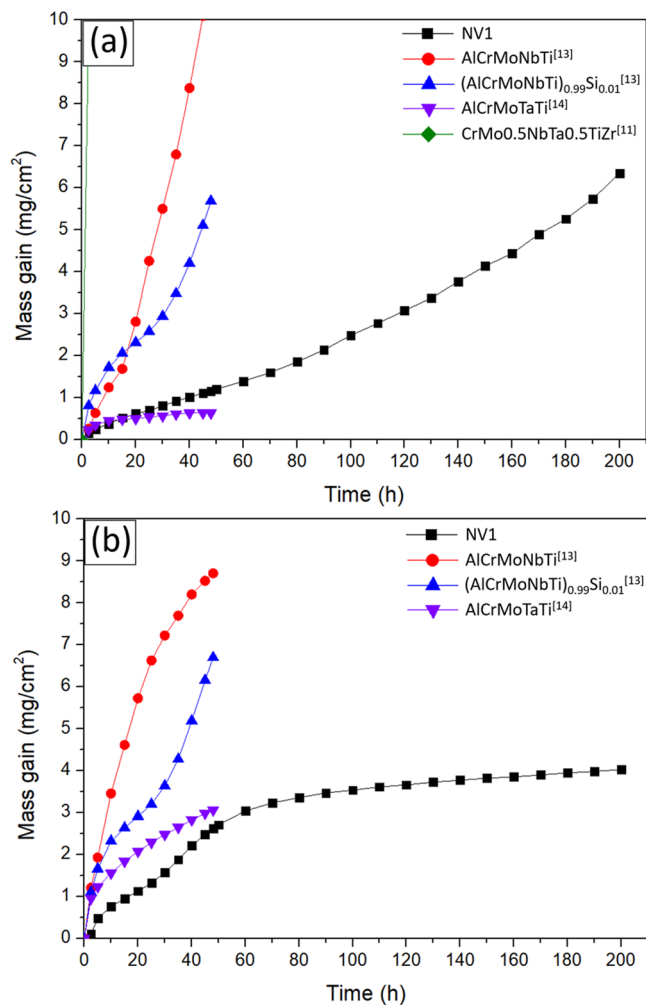 (a)
NV1
AlCrMoNbTi[13]
(AlCrMoNbTi)0.99Si0.01[13]
AlCrMoTaTi[14]
CrMo0.5NbTa0.5TiZr[11]
10
9
8
7
6
5
4
3
2
1
0
Mass gain (mg/cm²)
0 20 40 60 80 100 120 140 160 180 200
Time (h)
(b)
NV1
AlCrMoNbTi[13]
(AlCrMoNbTi)0.99Si0.01[13]
AlCrMoTaTi[14]
10
9
8
7
6
5
4
3
2
1
0
Mass gain (mg/cm²)
0 20 40 60 80 100 120 140 160 180 200
Time (h)